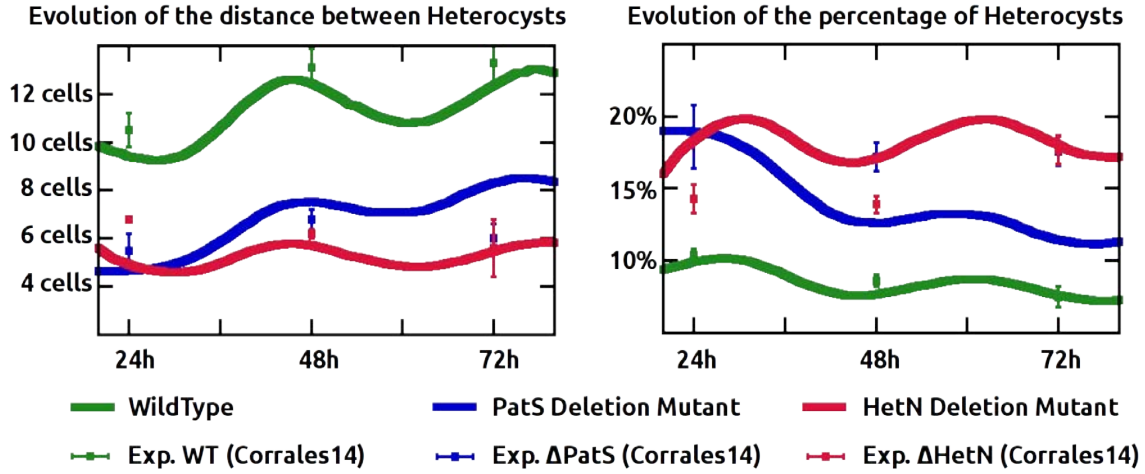 Evolution of the distance between Heterocysts
Evolution of the percentage of Heterocysts
12 cells
10 cells
8 cells
6 cells
4 cells
20%
15%
10%
24h 48h 72h
24h 48h 72h
WildType PatS Deletion Mutant HetN Deletion Mutant
Exp. WT (Corrales14) Exp. ΔPatS (Corrales14) Exp. ΔHetN (Corrales14)